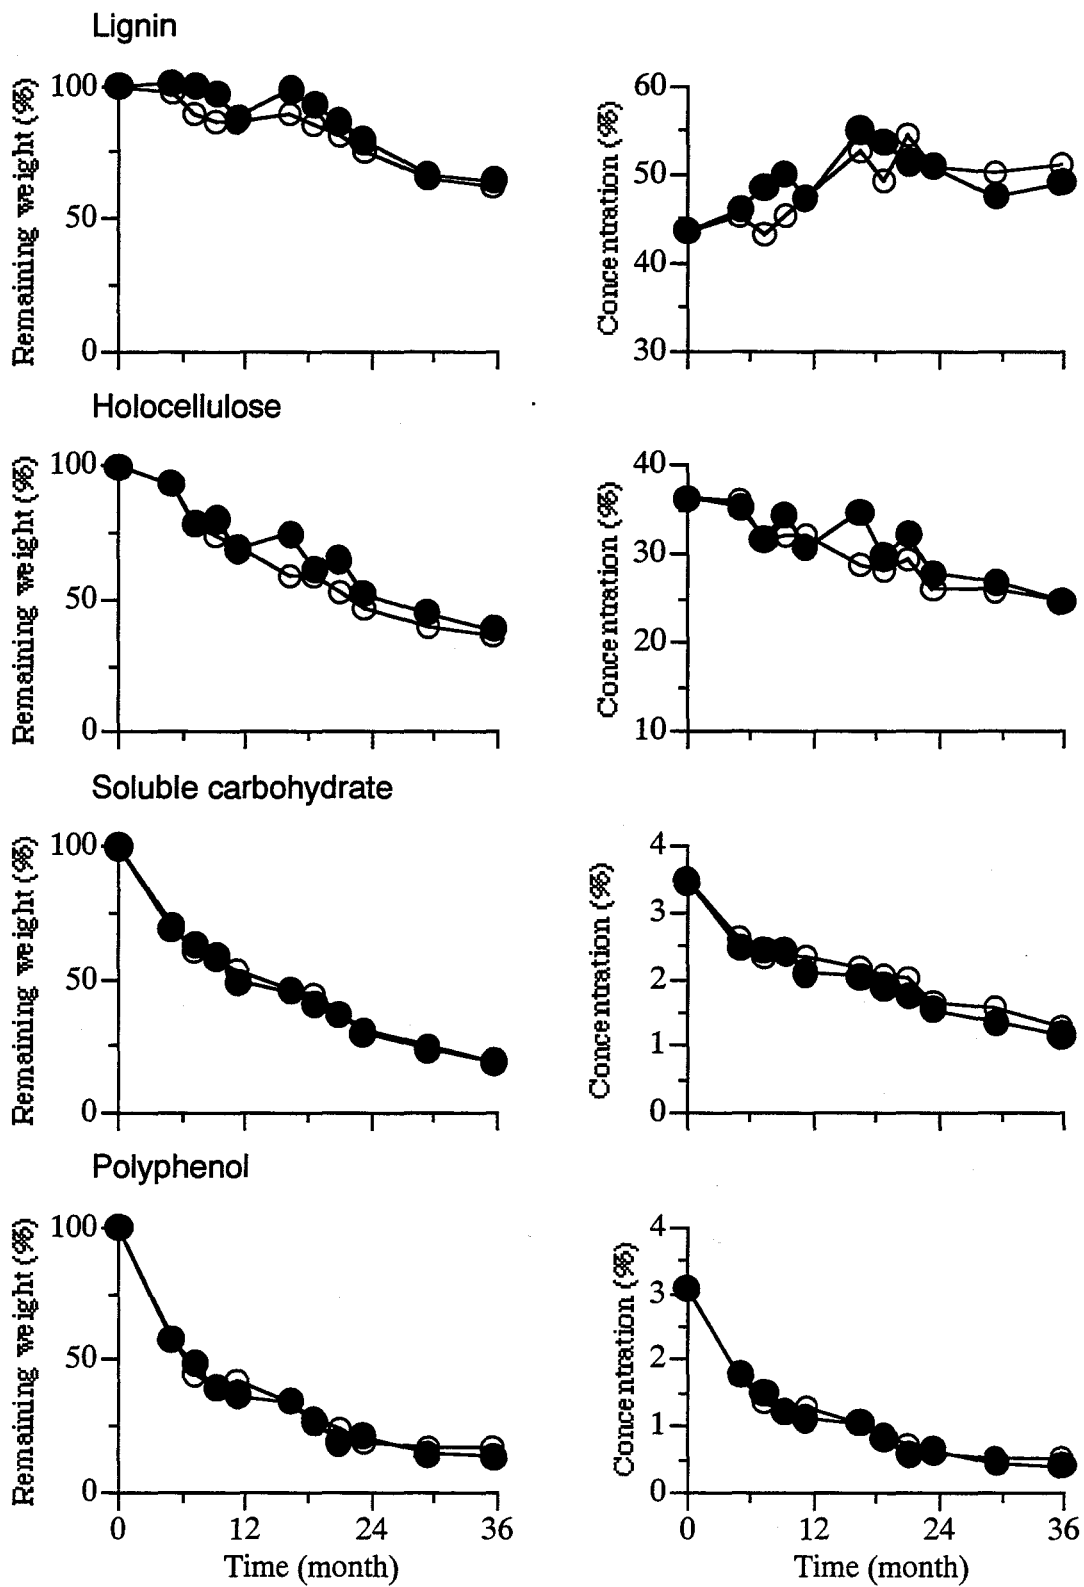 Lignin
Remaining weight (%)
100
50
0
Concentration (%)
60
50
40
30
Holocellulose
Remaining weight (%)
100
50
0
Concentration (%)
40
30
20
10
Soluble carbohydrate
Remaining weight (%)
100
50
0
Concentration (%)
4
3
2
1
0
Polyphenol
Remaining weight (%)
100
50
0
0 12 24 36
Time (month)
Concentration (%)
4
3
2
1
0
0 12 24 36
Time (month)